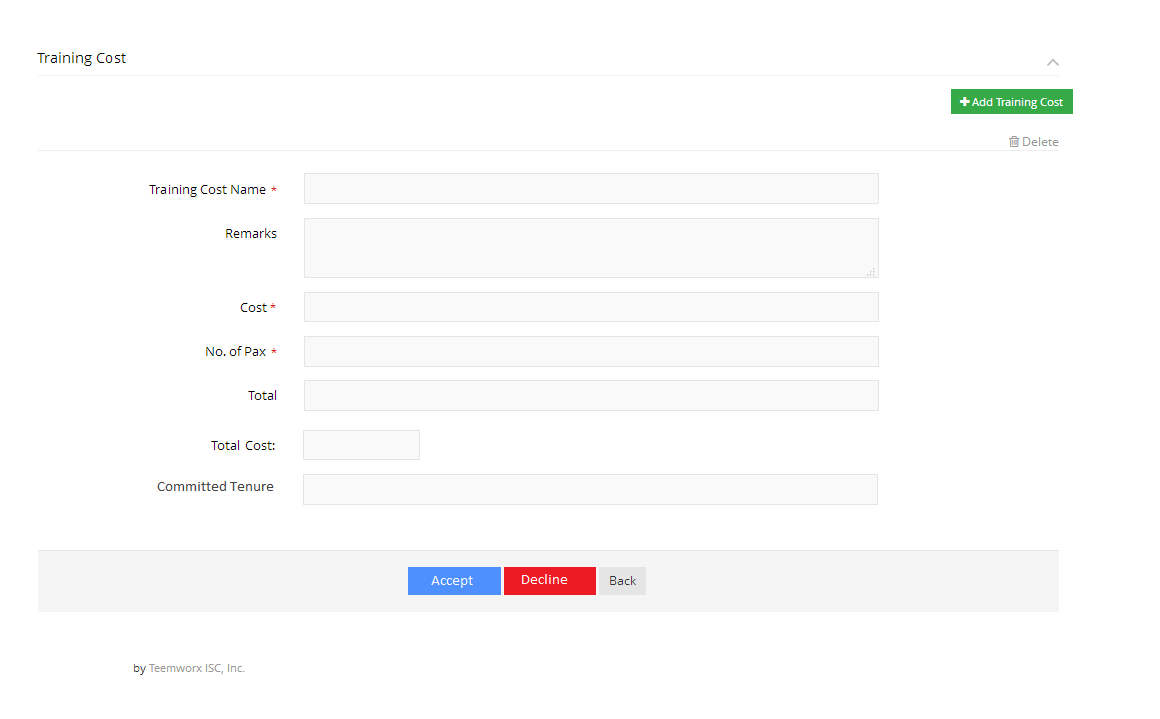 Training Cost
Add Training Cost
Delete
Training Cost Name *
Remarks
Cost *
No. of Pax *
Total
Total Cost:
Committed Tenure
Accept Decline Back
by Teemworx ISC, Inc.